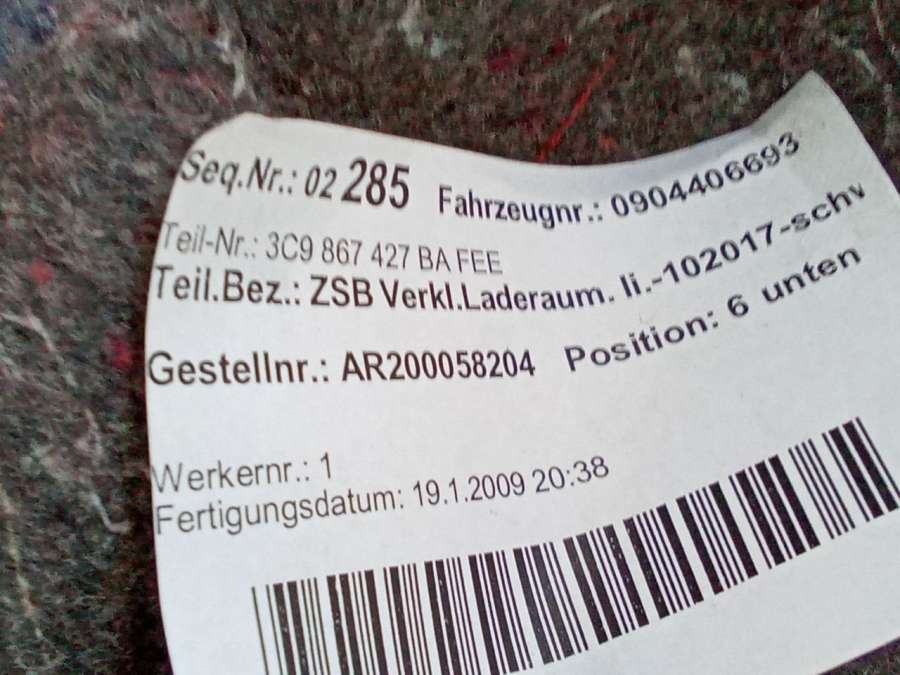 Seq.Nr.: 02 285 Fahrzeugnr.: 0904406693
Teil-Nr.: 3C9 867 427 BA FEE
Teil.Bez.: ZSB Verkl.Laderaum. li.-102017-schw
Gestellnr.: AR200058204 Position: 6 unten
Werkernr.: 1
Fertigungsdatum: 19.1.2009 20:38